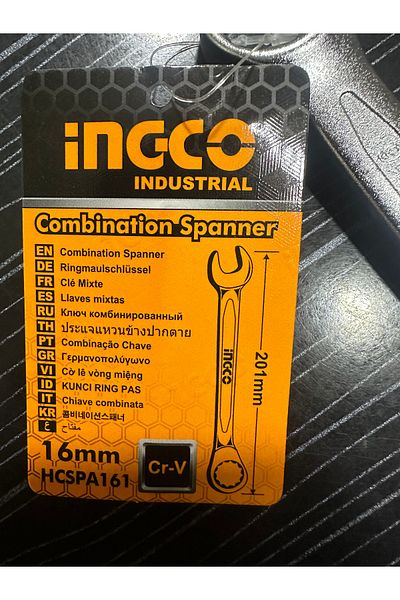 INGCO
INDUSTRIAL
Combination Spanner
EN Combination Spanner
DE Ringmaulschlüssel
FR Clé Mixte
ES Llaves mixtas
RU Ключ комбинированный
TH ประแจแหวนข้างปากตาย
PT Combinação Chave
GR Γερμανοπολύγωνο
VI Cờ lê vòng miệng
ID KUNCI RING PAS
IT Chiave combinata
KR 콤비네이션스패너
ع مفتاح
INGCO
201mm
16mm
Cr-V
HCSPA161